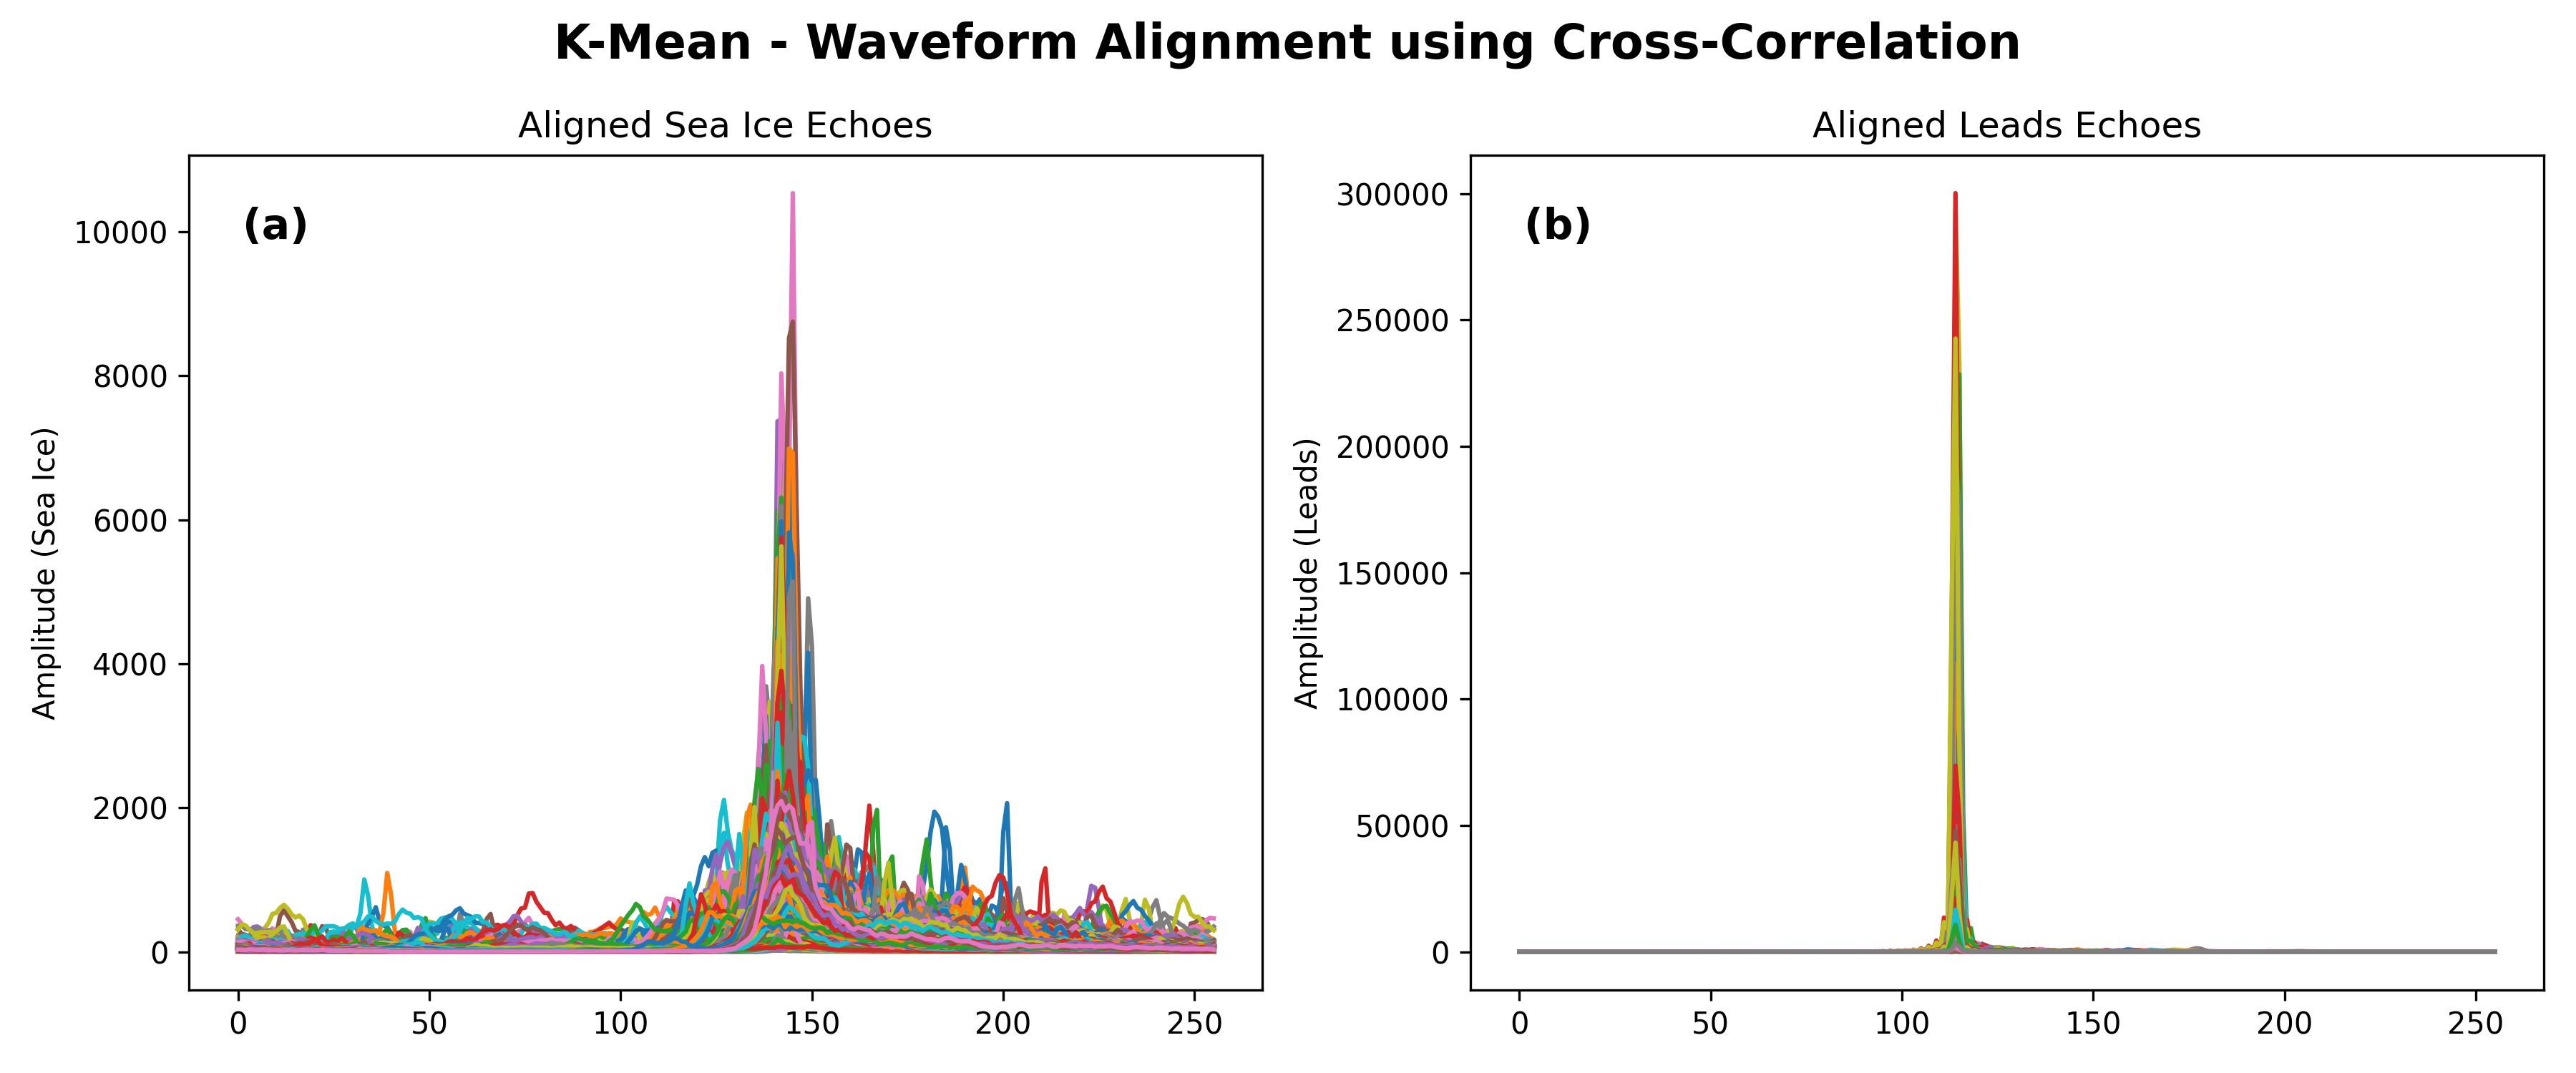 K-Mean - Waveform Alignment using Cross-Correlation
Aligned Sea Ice Echoes
(a)
Amplitude (Sea Ice)
10000
8000
6000
4000
2000
0
0 50 100 150 200 250
Aligned Leads Echoes
(b)
Amplitude (Leads)
300000
250000
200000
150000
100000
50000
0
0 50 100 150 200 250